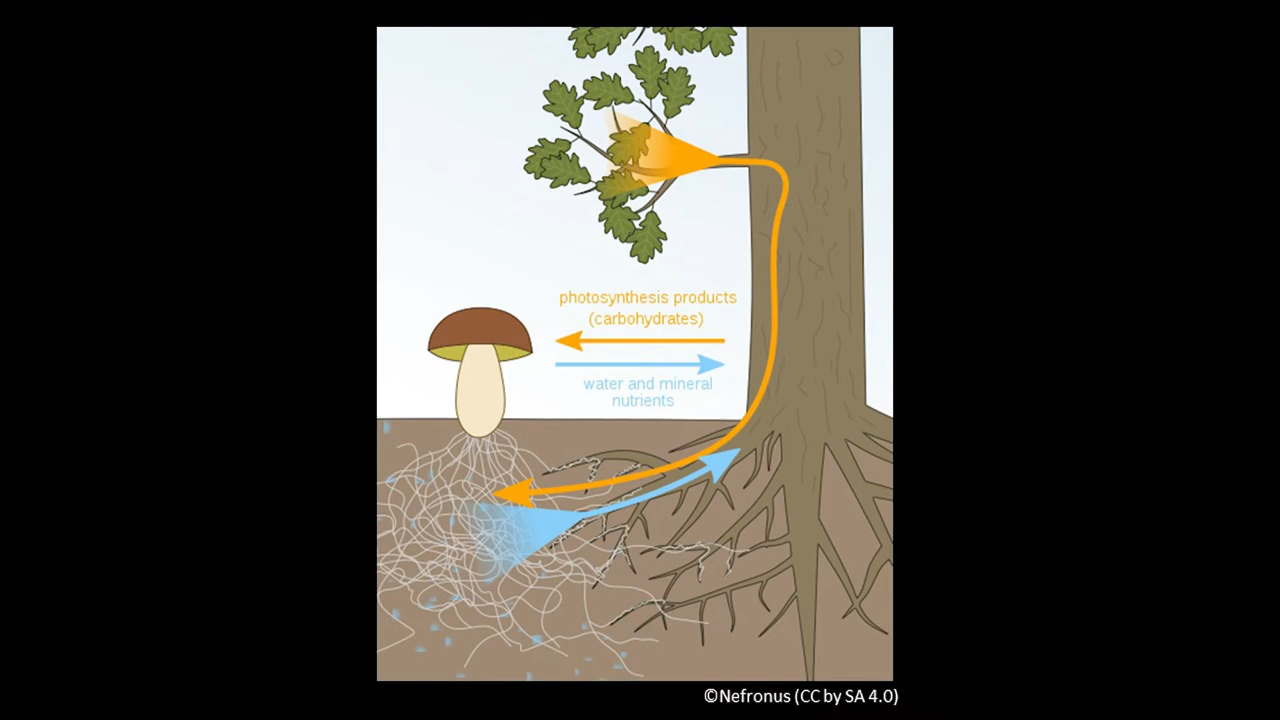 photosynthesis products
(carbohydrates)
water and mineral
nutrients
©Nefronus (CC by SA 4.0)